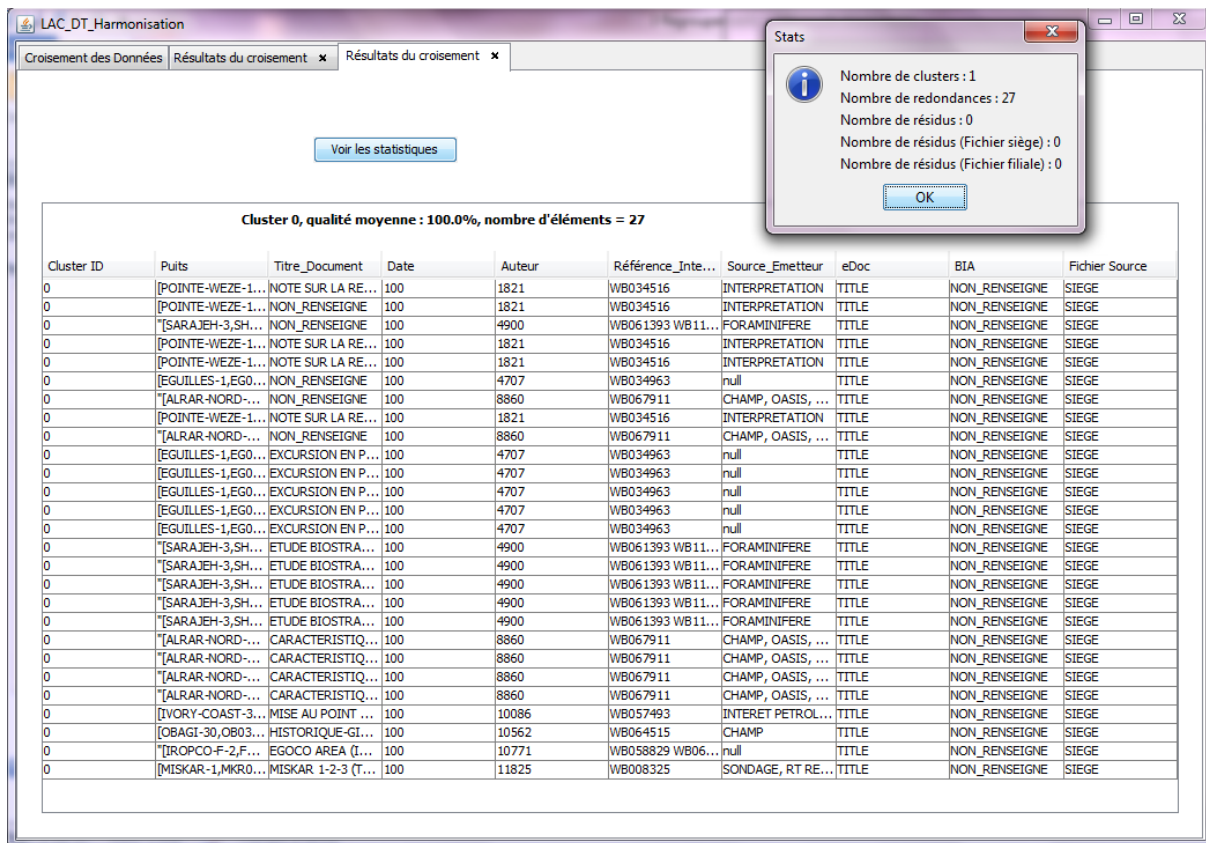 LAC_DT_Harmonisation
Croisement des Données Résultats du croisement Résultats du croisement
Stats
Nombre de clusters : 1
Nombre de redondances : 27
Nombre de résidus : 0
Nombre de résidus (Fichier siège) : 0
Nombre de résidus (Fichier filiale) : 0
OK
Voir les statistiques
Cluster 0, qualité moyenne : 100.0%, nombre d'éléments = 27
Cluster ID Puits Titre_Document Date Auteur Référence_Inte... Source_Emetteur eDoc BIA Fichier Source
0 [POINTE-WEZE-1... NOTE SUR LA RE... 100 1821 WB034516 INTERPRETATION TITLE NON_RENSEIGNE SIEGE
0 [POINTE-WEZE-1... NON_RENSEIGNE 100 1821 WB034516 INTERPRETATION TITLE NON_RENSEIGNE SIEGE
0 "[SARAJEH-3,SH... NON_RENSEIGNE 100 4900 WB061393 WB11... FORAMINIFERE TITLE NON_RENSEIGNE SIEGE
0 [POINTE-WEZE-1... NOTE SUR LA RE... 100 1821 WB034516 INTERPRETATION TITLE NON_RENSEIGNE SIEGE
0 [POINTE-WEZE-1... NOTE SUR LA RE... 100 1821 WB034516 INTERPRETATION TITLE NON_RENSEIGNE SIEGE
0 [EGUILLES-1,EG0... NON_RENSEIGNE 100 4707 WB034963 null TITLE NON_RENSEIGNE SIEGE
0 "[ALRAR-NORD-... NON_RENSEIGNE 100 8860 WB067911 CHAMP, OASIS, ... TITLE NON_RENSEIGNE SIEGE
0 [POINTE-WEZE-1... NOTE SUR LA RE... 100 1821 WB034516 INTERPRETATION TITLE NON_RENSEIGNE SIEGE
0 "[ALRAR-NORD-... NON_RENSEIGNE 100 8860 WB067911 CHAMP, OASIS, ... TITLE NON_RENSEIGNE SIEGE
0 [EGUILLES-1,EG0... EXCURSION EN P... 100 4707 WB034963 null TITLE NON_RENSEIGNE SIEGE
0 [EGUILLES-1,EG0... EXCURSION EN P... 100 4707 WB034963 null TITLE NON_RENSEIGNE SIEGE
0 [EGUILLES-1,EG0... EXCURSION EN P... 100 4707 WB034963 null TITLE NON_RENSEIGNE SIEGE
0 [EGUILLES-1,EG0... EXCURSION EN P... 100 4707 WB034963 null TITLE NON_RENSEIGNE SIEGE
0 [EGUILLES-1,EG0... EXCURSION EN P... 100 4707 WB034963 null TITLE NON_RENSEIGNE SIEGE
0 "[SARAJEH-3,SH... ETUDE BIOSTRA... 100 4900 WB061393 WB11... FORAMINIFERE TITLE NON_RENSEIGNE SIEGE
0 "[SARAJEH-3,SH... ETUDE BIOSTRA... 100 4900 WB061393 WB11... FORAMINIFERE TITLE NON_RENSEIGNE SIEGE
0 "[SARAJEH-3,SH... ETUDE BIOSTRA... 100 4900 WB061393 WB11... FORAMINIFERE TITLE NON_RENSEIGNE SIEGE
0 "[SARAJEH-3,SH... ETUDE BIOSTRA... 100 4900 WB061393 WB11... FORAMINIFERE TITLE NON_RENSEIGNE SIEGE
0 "[SARAJEH-3,SH... ETUDE BIOSTRA... 100 4900 WB061393 WB11... FORAMINIFERE TITLE NON_RENSEIGNE SIEGE
0 "[ALRAR-NORD-... CARACTERISTIQ... 100 8860 WB067911 CHAMP, OASIS, ... TITLE NON_RENSEIGNE SIEGE
0 "[ALRAR-NORD-... CARACTERISTIQ... 100 8860 WB067911 CHAMP, OASIS, ... TITLE NON_RENSEIGNE SIEGE
0 "[ALRAR-NORD-... CARACTERISTIQ... 100 8860 WB067911 CHAMP, OASIS, ... TITLE NON_RENSEIGNE SIEGE
0 "[ALRAR-NORD-... CARACTERISTIQ... 100 8860 WB067911 CHAMP, OASIS, ... TITLE NON_RENSEIGNE SIEGE
0 [IVORY-COAST-3... MISE AU POINT ... 100 10086 WB057493 INTERET PETROL... TITLE NON_RENSEIGNE SIEGE
0 [OBAGI-30,OB03... HISTORIQUE-GI... 100 10562 WB064515 CHAMP TITLE NON_RENSEIGNE SIEGE
0 "[IROPCO-F-2,F... EGOCO AREA (I... 100 10771 WB058829 WB06... null TITLE NON_RENSEIGNE SIEGE
0 [MISKAR-1,MKR0... MISKAR 1-2-3 (T... 100 11825 WB008325 SONDAGE, RT RE... TITLE NON_RENSEIGNE SIEGE